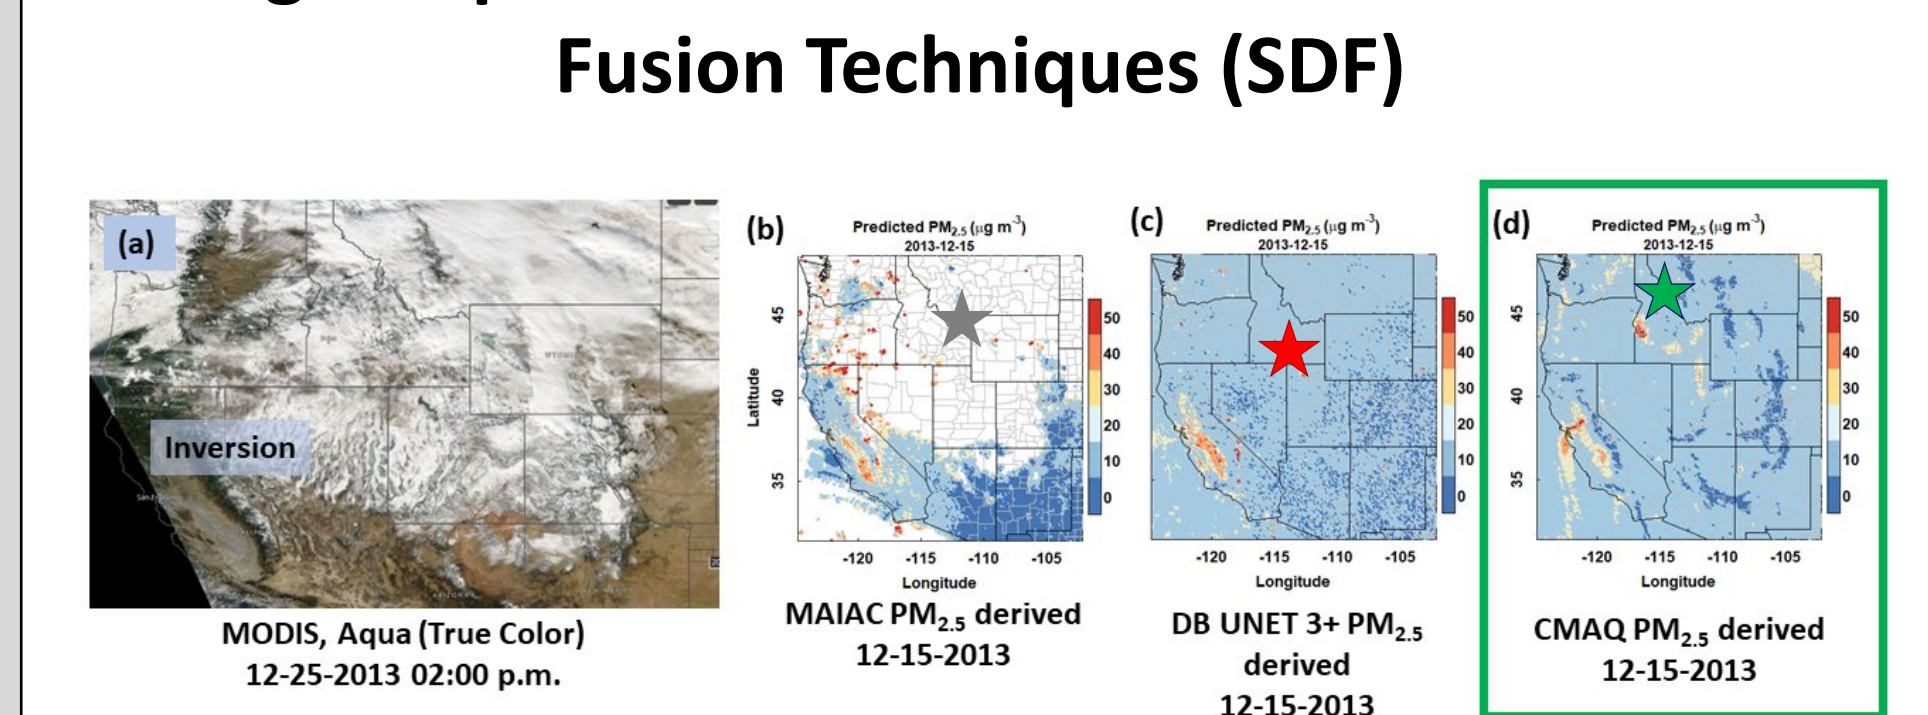 Fusion Techniques (SDF)
(a)
Inversion
WYOMING
ARIZONA
MODIS, Aqua (True Color)
12-25-2013 02:00 p.m.
(b)
Predicted PM2.5 (μg m-3)
2013-12-15
Latitude
45
40
35
-120 -115 -110 -105
Longitude
50
40
30
20
10
0
MAIAC PM2.5 derived
12-15-2013
(c)
Predicted PM2.5 (μg m-3)
2013-12-15
-120 -115 -110 -105
Longitude
50
40
30
20
10
0
DB UNET 3+ PM2.5
derived
12-15-2013
(d)
Predicted PM2.5 (μg m-3)
2013-12-15
45
40
35
-120 -115 -110 -105
Longitude
50
40
30
20
10
0
CMAQ PM2.5 derived
12-15-2013